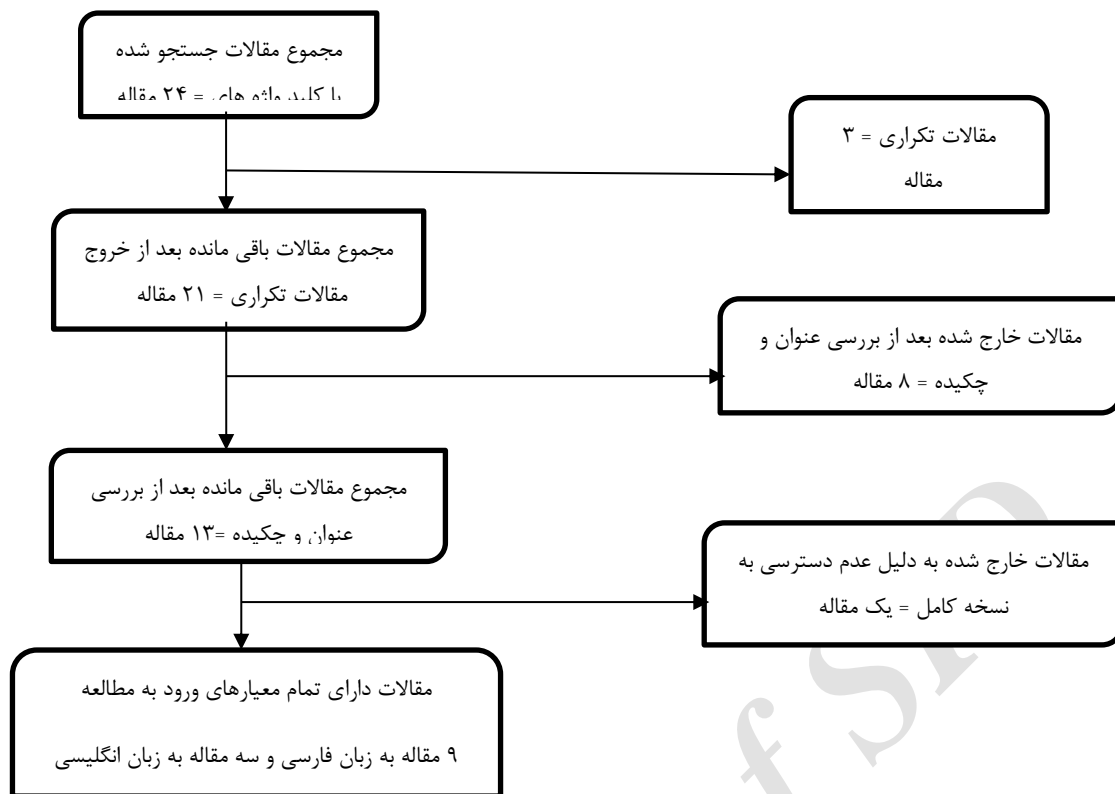 مجموع مقالات جستجو شده
با کلید واژه های = ۲۴ مقاله
مقالات تکراری = ۳
مقاله
مجموع مقالات باقی مانده بعد از خروج
مقالات تکراری = ۲۱ مقاله
مقالات خارج شده بعد از بررسی عنوان و
چکیده = ۸ مقاله
مجموع مقالات باقی مانده بعد از بررسی
عنوان و چکیده =۱۳ مقاله
مقالات خارج شده به دلیل عدم دسترسی به
نسخه کامل = یک مقاله
مقالات دارای تمام معیارهای ورود به مطالعه
۹ مقاله به زبان فارسی و سه مقاله به زبان انگلیسی
f SID